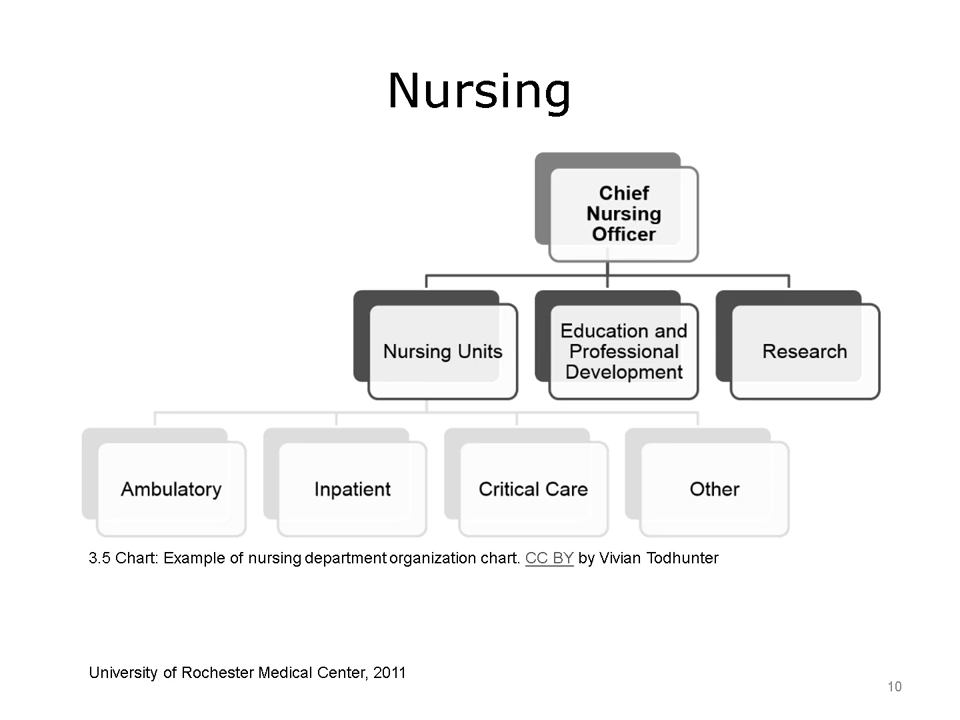 Nursing
Chief
Nursing
Officer
Nursing Units
Education and
Professional
Development
Research
Ambulatory
Inpatient
Critical Care
Other
3.5 Chart: Example of nursing department organization chart. CC BY by Vivian Todhunter
University of Rochester Medical Center, 2011
10